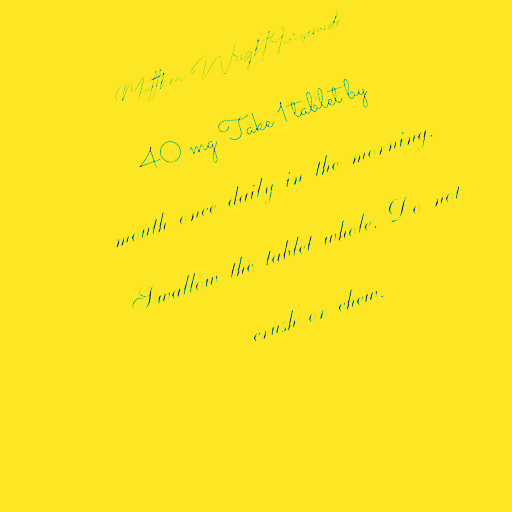 Matthew Wright Furosemide
40 mg Take 1 tablet by
mouth once daily in the morning.
Swallow the tablet whole. Do not
crush or chew.